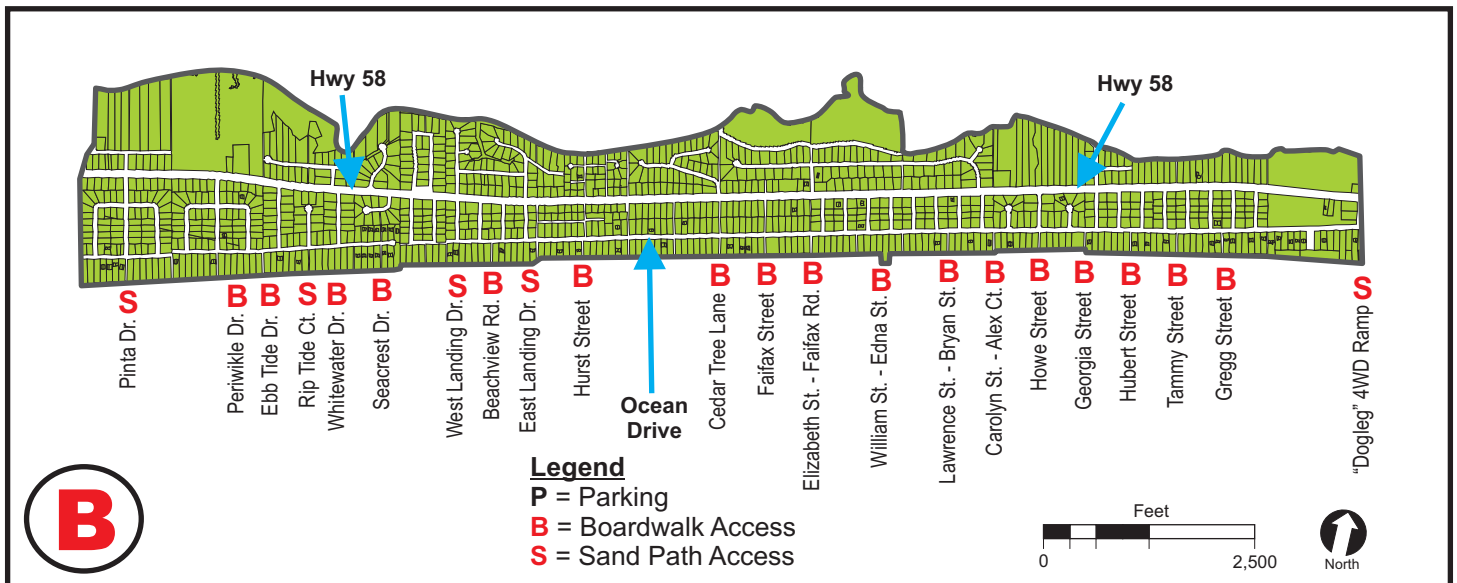 Hwy 58
Hwy 58
S
B
B
S
B
B
S
B
S
B
B
B
B
B
B
B
B
B
B
B
B
S
Pinta Dr.
Periwikle Dr.
Ebb Tide Dr.
Rip Tide Ct.
Whitewater Dr.
Seacrest Dr.
West Landing Dr.
Beachview Rd.
East Landing Dr.
Hurst Street
Ocean
Drive
Cedar Tree Lane
Faifax Street
Elizabeth St. - Faifax Rd.
William St. - Edna St.
Lawrence St. - Bryan St.
Carolyn St. - Alex Ct.
Howe Street
Georgia Street
Hubert Street
Tammy Street
Gregg Street
“Dogleg” 4WD Ramp
B
Legend
P = Parking
B = Boardwalk Access
S = Sand Path Access
Feet
0 2,500
North